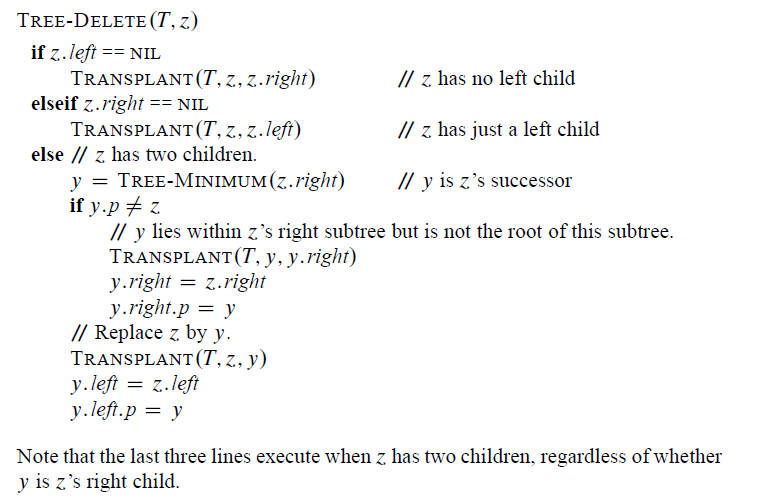 TREE-DELETE(T, z)
if z.left == NIL
TRANSPLANT(T, z, z.right) // z has no left child
elseif z.right == NIL
TRANSPLANT(T, z, z.left) // z has just a left child
else // z has two children.
y = TREE-MINIMUM(z.right) // y is z's successor
if y.p ≠ z
// y lies within z's right subtree but is not the root of this subtree.
TRANSPLANT(T, y, y.right)
y.right = z.right
y.right.p = y
// Replace z by y.
TRANSPLANT(T, z, y)
y.left = z.left
y.left.p = y
Note that the last three lines execute when z has two children, regardless of whether
y is z's right child.